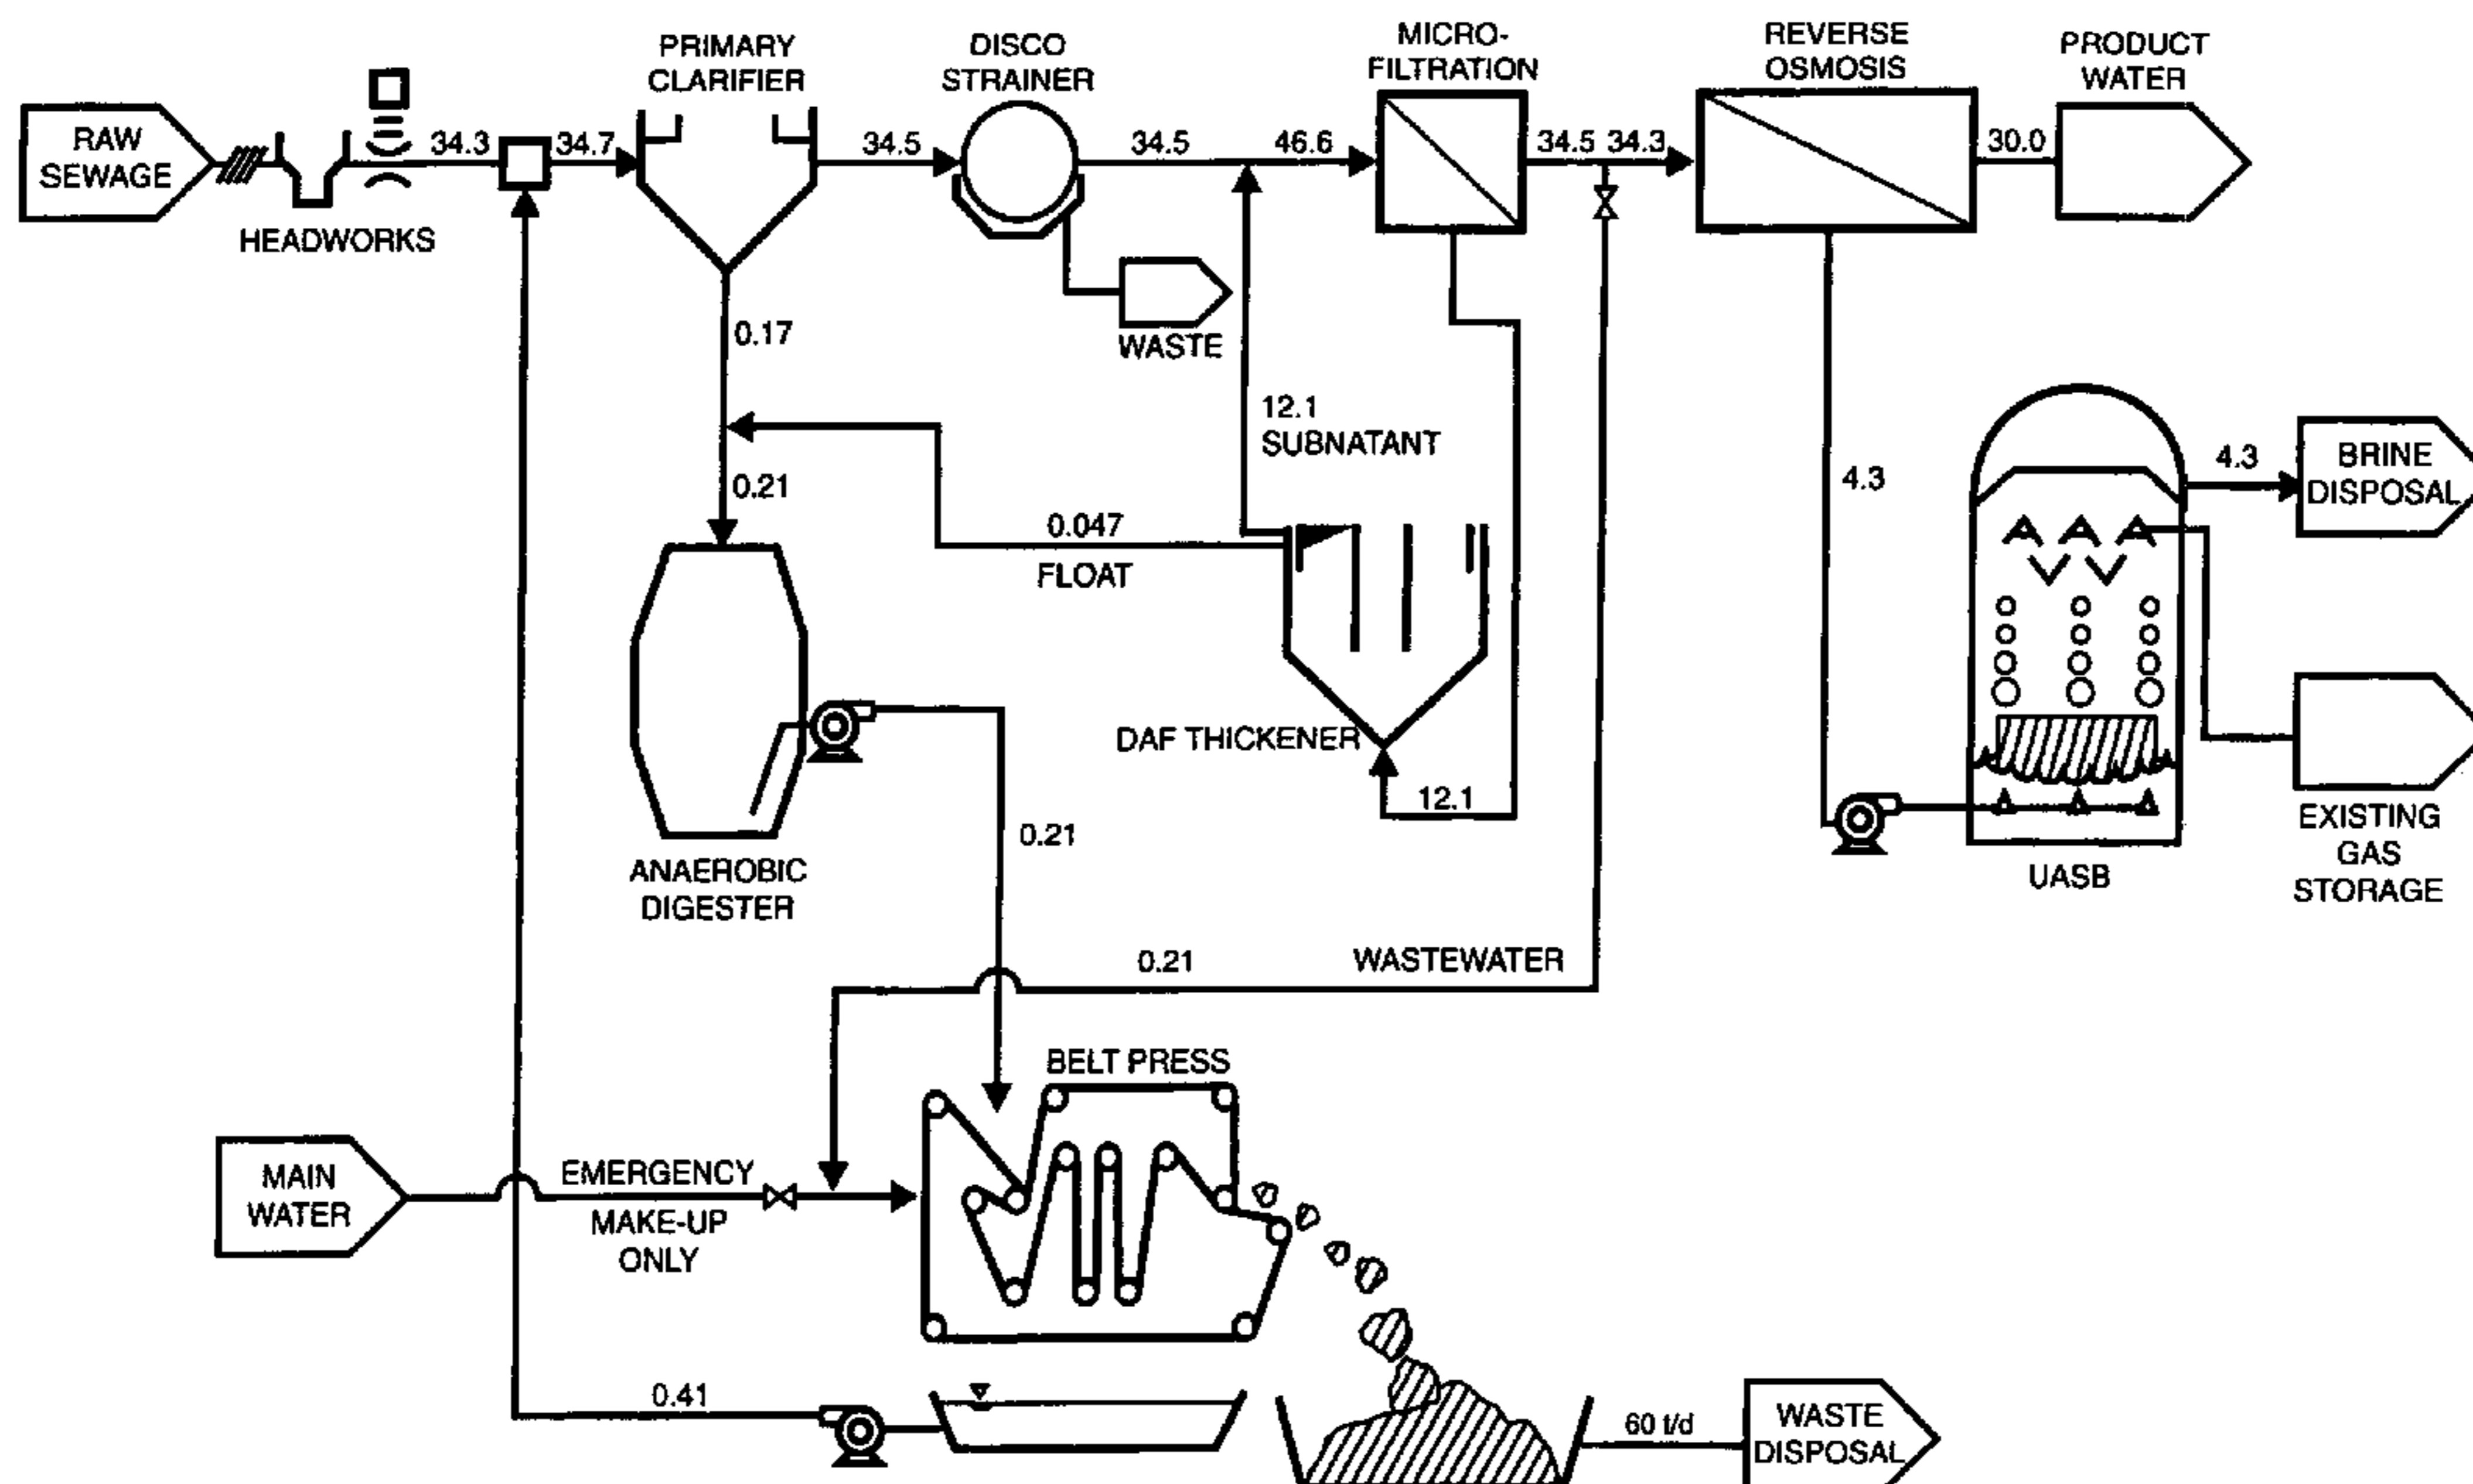 PRIMARY
CLARIFIER
DISCO
STRAINER
MICRO-
FILTRATION
REVERSE
OSMOSIS
PRODUCT
WATER
RAW
SEWAGE
34.3
34.7
34.5
34.5
46.6
34.5
34.3
30.0
HEADWORKS
WASTE
0.17
12.1
SUBNATANT
0.21
0.047
FLOAT
4.3
4.3
BRINE
DISPOSAL
DAF THICKENER
12.1
0.21
ANAEROBIC
DIGESTER
UASB
EXISTING
GAS
STORAGE
0.21
WASTEWATER
BELT PRESS
MAIN
WATER
EMERGENCY
MAKE-UP
ONLY
0.41
60 t/d
WASTE
DISPOSAL